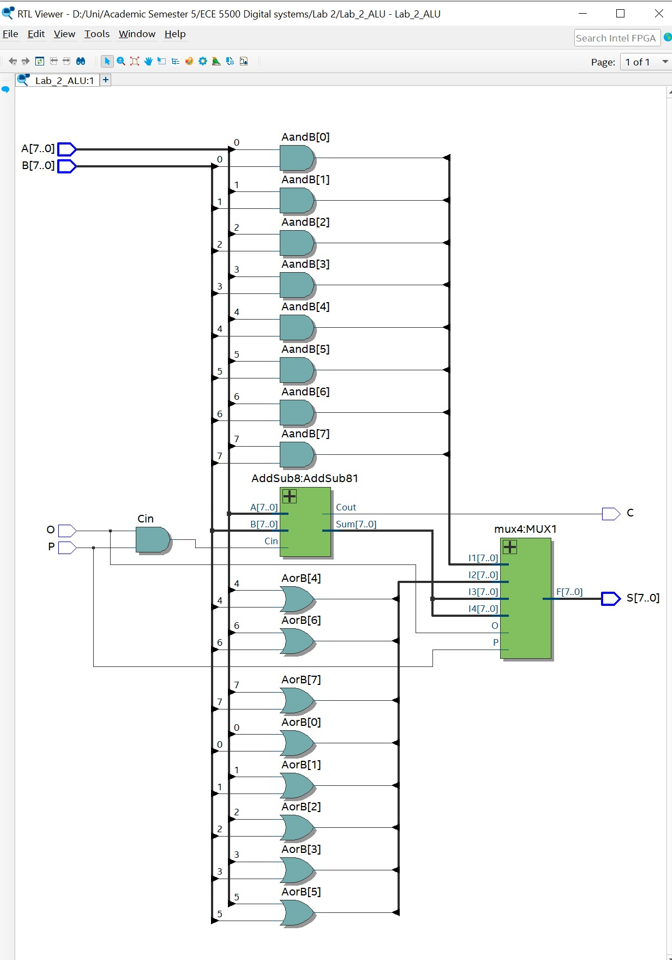 RTL Viewer - D:/Uni/Academic Semester 5/ECE 5500 Digital systems/Lab 2/Lab_2_ALU - Lab_2_ALU
File Edit View Tools Window Help
Search Intel FPGA
Page: 1 of 1
Lab_2_ALU:1
AandB[0]
A[7..0]
0
B[7..0]
0
AandB[1]
1
1
AandB[2]
2
2
AandB[3]
3
3
AandB[4]
4
4
AandB[5]
5
5
AandB[6]
6
6
AandB[7]
7
7
AddSub8:AddSub81
A[7..0]
Cout
C
B[7..0]
Sum[7..0]
Cin
Cin
O
P
mux4:MUX1
I1[7..0]
I2[7..0]
I3[7..0]
F[7..0]
S[7..0]
I4[7..0]
O
P
AorB[4]
4
4
AorB[6]
6
6
AorB[7]
7
7
AorB[0]
0
0
AorB[1]
1
1
AorB[2]
2
2
AorB[3]
3
3
AorB[5]
5
5